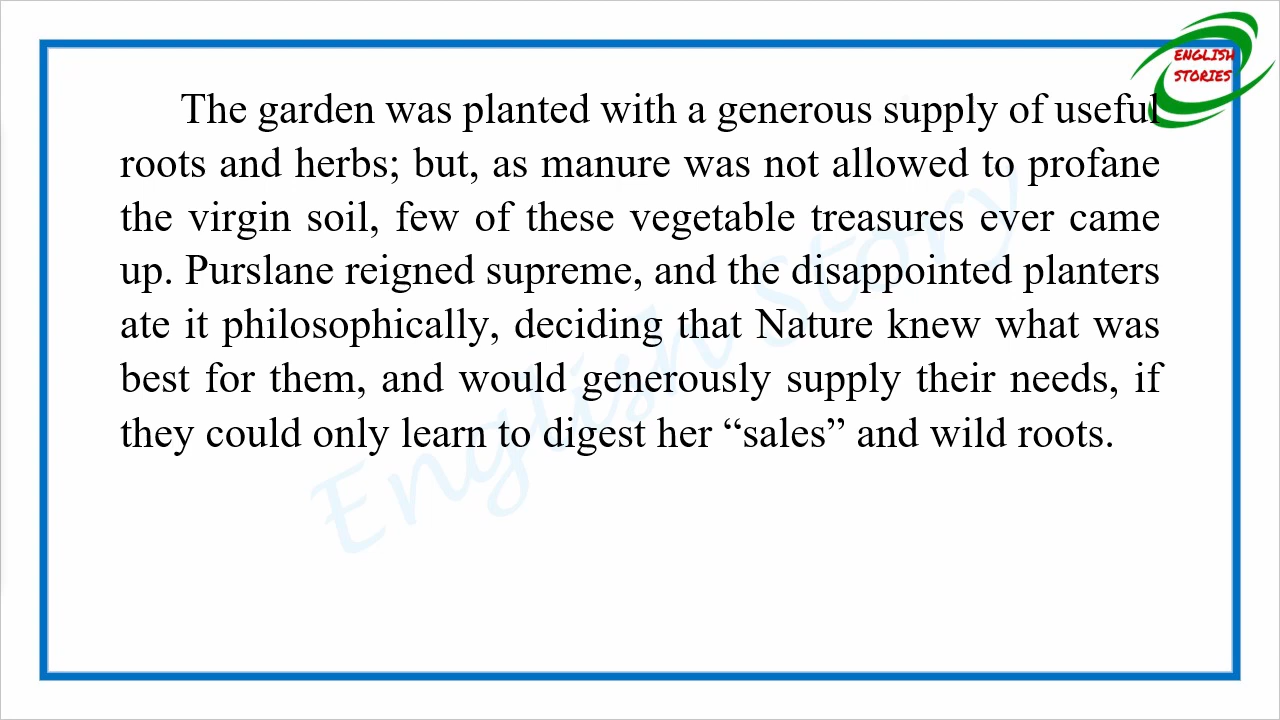 ENGLISH
STORIES
The garden was planted with a generous supply of useful
roots and herbs; but, as manure was not allowed to profane
the virgin soil, few of these vegetable treasures ever came
up. Purslane reigned supreme, and the disappointed planters
ate it philosophically, deciding that Nature knew what was
best for them, and would generously supply their needs, if
they could only learn to digest her “sales” and wild roots.
English Story